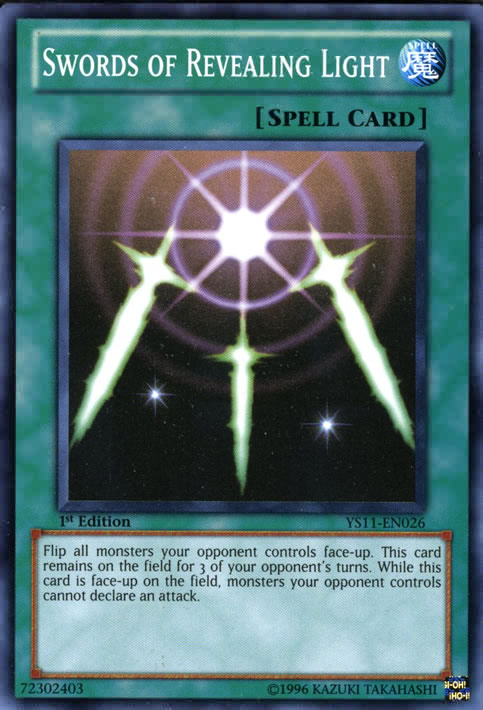 SWORDS OF REVEALING LIGHT
SPELL
魔
[SPELL CARD]
1st Edition
YS11-EN026
Flip all monsters your opponent controls face-up. This card
remains on the field for 3 of your opponent's turns. While this
card is face-up on the field, monsters your opponent controls
cannot declare an attack.
72302403
©1996 KAZUKI TAKAHASHI
GI-OH!